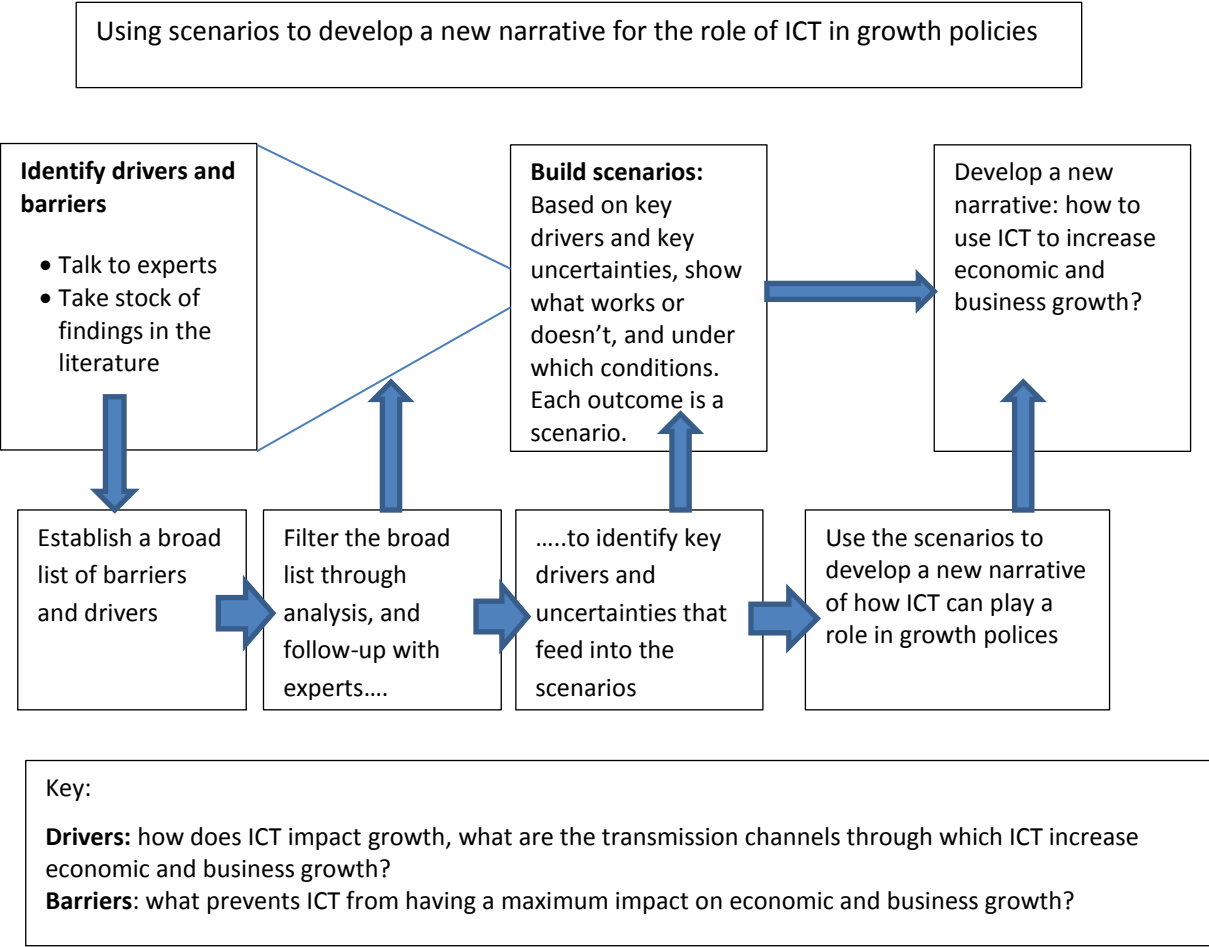 Using scenarios to develop a new narrative for the role of ICT in growth policies
Identify drivers and
barriers
• Talk to experts
• Take stock of
findings in the
literature
Build scenarios:
Based on key
drivers and key
uncertainties, show
what works or
doesn’t, and under
which conditions.
Each outcome is a
scenario.
Develop a new
narrative: how to
use ICT to increase
economic and
business growth?
Establish a broad
list of barriers
and drivers
Filter the broad
list through
analysis, and
follow-up with
experts….
…..to identify key
drivers and
uncertainties that
feed into the
scenarios
Use the scenarios to
develop a new narrative
of how ICT can play a
role in growth polices
Key:
Drivers: how does ICT impact growth, what are the transmission channels through which ICT increase
economic and business growth?
Barriers: what prevents ICT from having a maximum impact on economic and business growth?